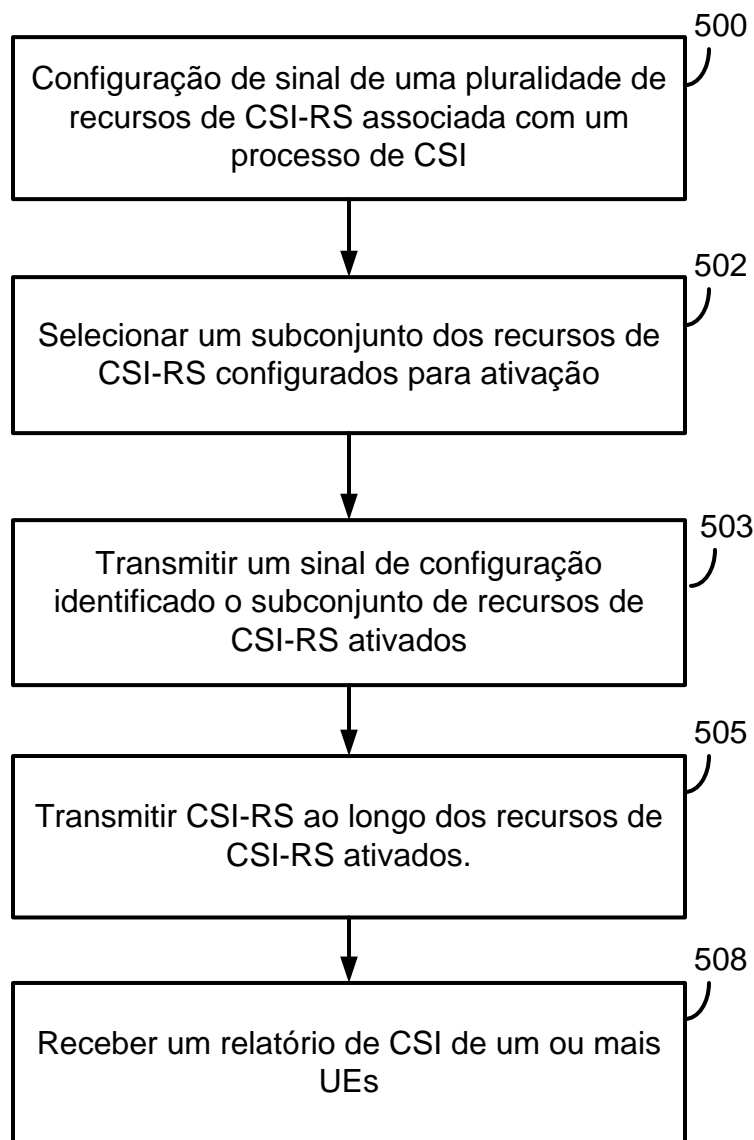 500
Configuração de sinal de uma pluralidade de
recursos de CSI-RS associada com um
processo de CSI
502
Selecionar um subconjunto dos recursos de
CSI-RS configurados para ativação
503
Transmitir um sinal de configuração
identificado o subconjunto de recursos de
CSI-RS ativados
505
Transmitir CSI-RS ao longo dos recursos de
CSI-RS ativados.
508
Receber um relatório de CSI de um ou mais
UEs